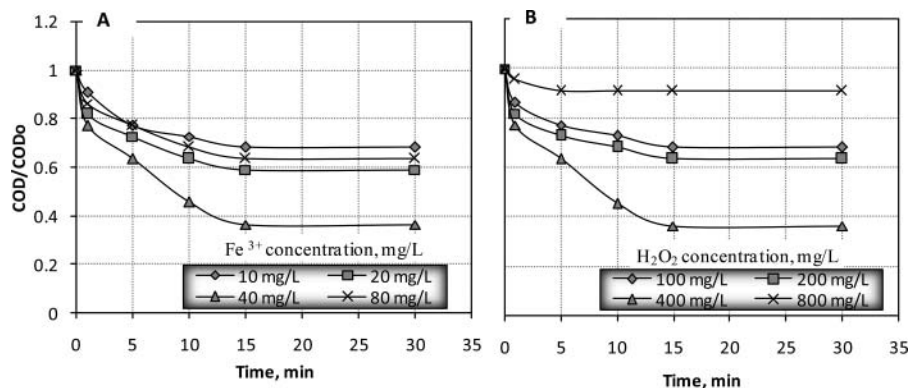 A
B
1.2
1
0.8
0.6
0.4
0.2
0
COD/CODo
Fe ³⁺ concentration, mg/L
10 mg/L
20 mg/L
40 mg/L
80 mg/L
0 5 10 15 20 25 30 35
Time, min
H₂O₂ concentration, mg/L
100 mg/L
200 mg/L
400 mg/L
800 mg/L
0 5 10 15 20 25 30 35
Time, min